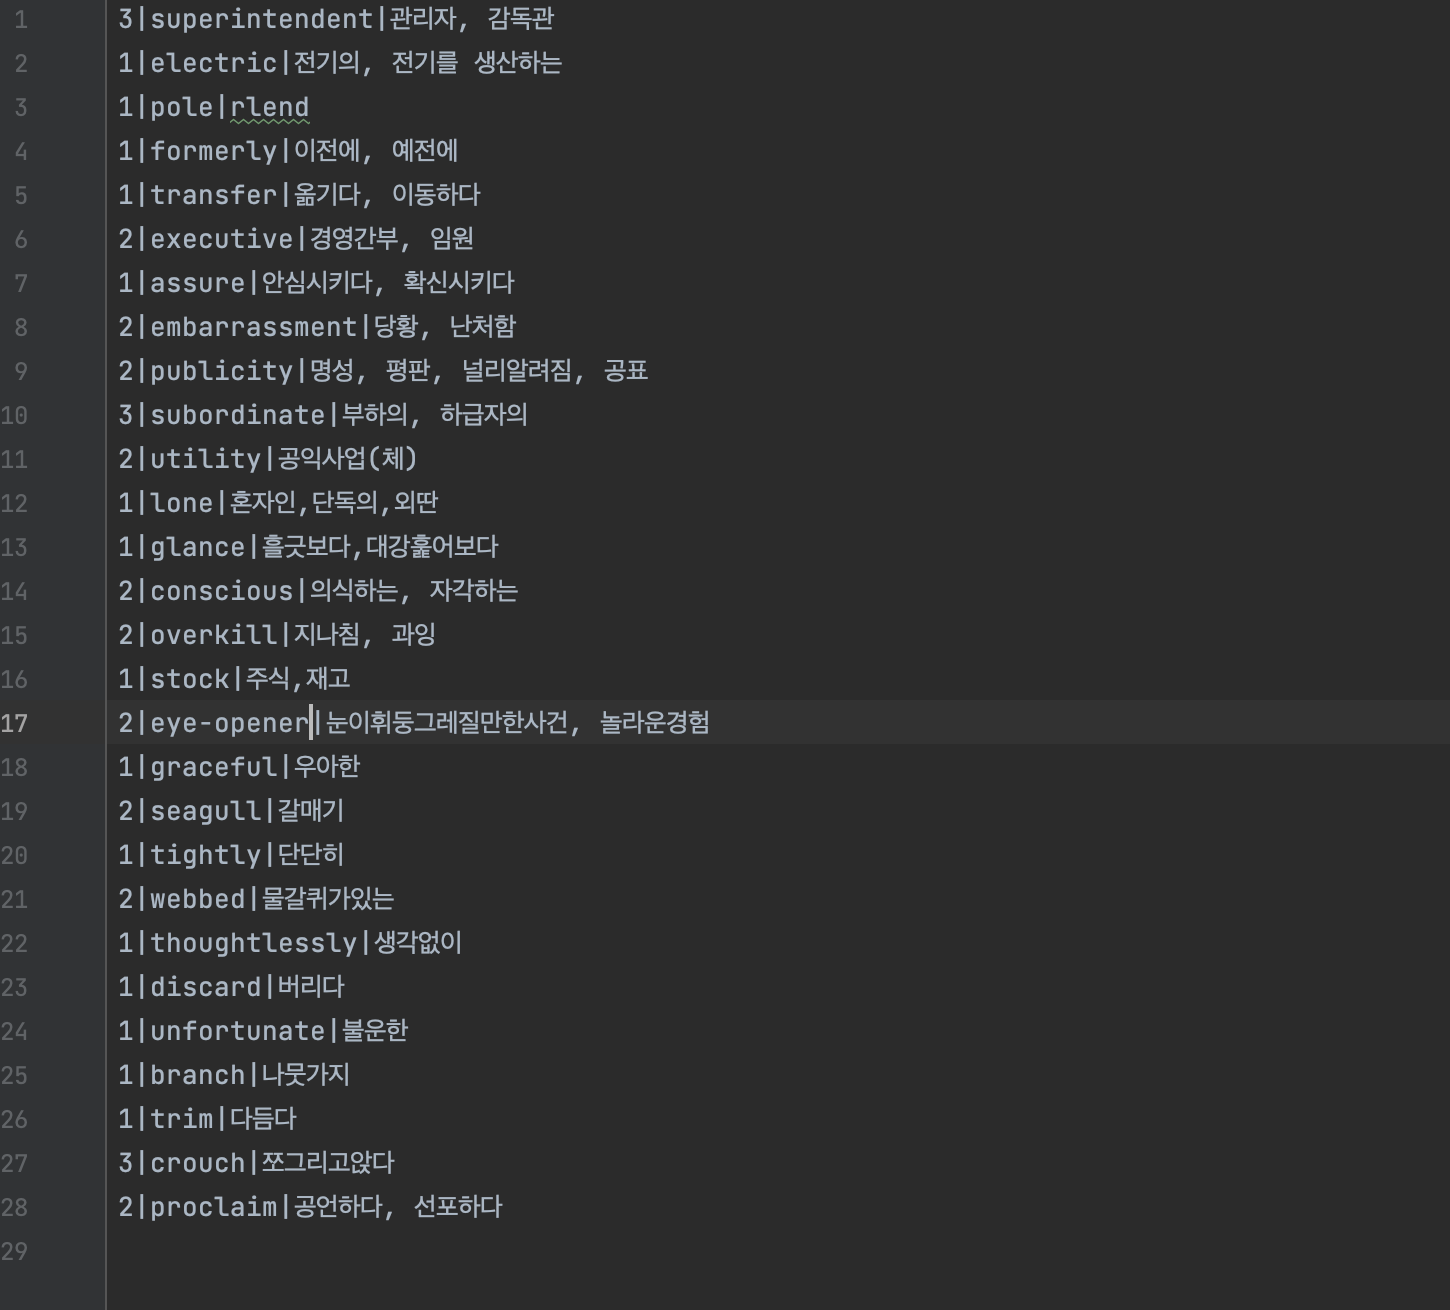 1 3|superintendent|관리자, 감독관
2 1|electric|전기의, 전기를 생산하는
3 1|pole|rlend
4 1|formerly|이전에, 예전에
5 1|transfer|옮기다, 이동하다
6 2|executive|경영간부, 임원
7 1|assure|안심시키다, 확신시키다
8 2|embarrassment|당황, 난처함
9 2|publicity|명성, 평판, 널리알려짐, 공표
10 3|subordinate|부하의, 하급자의
11 2|utility|공익사업(체)
12 1|lone|혼자인,단독의,외딴
13 1|glance|흘긋보다,대강훑어보다
14 2|conscious|의식하는, 자각하는
15 2|overkill|지나침, 과잉
16 1|stock|주식,재고
17 2|eye-opener|눈이휘둥그레질만한사건, 놀라운경험
18 1|graceful|우아한
19 2|seagull|갈매기
20 1|tightly|단단히
21 2|webbed|물갈퀴가있는
22 1|thoughtlessly|생각없이
23 1|discard|버리다
24 1|unfortunate|불운한
25 1|branch|나뭇가지
26 1|trim|다듬다
27 3|crouch|쪼그리고앉다
28 2|proclaim|공언하다, 선포하다
29